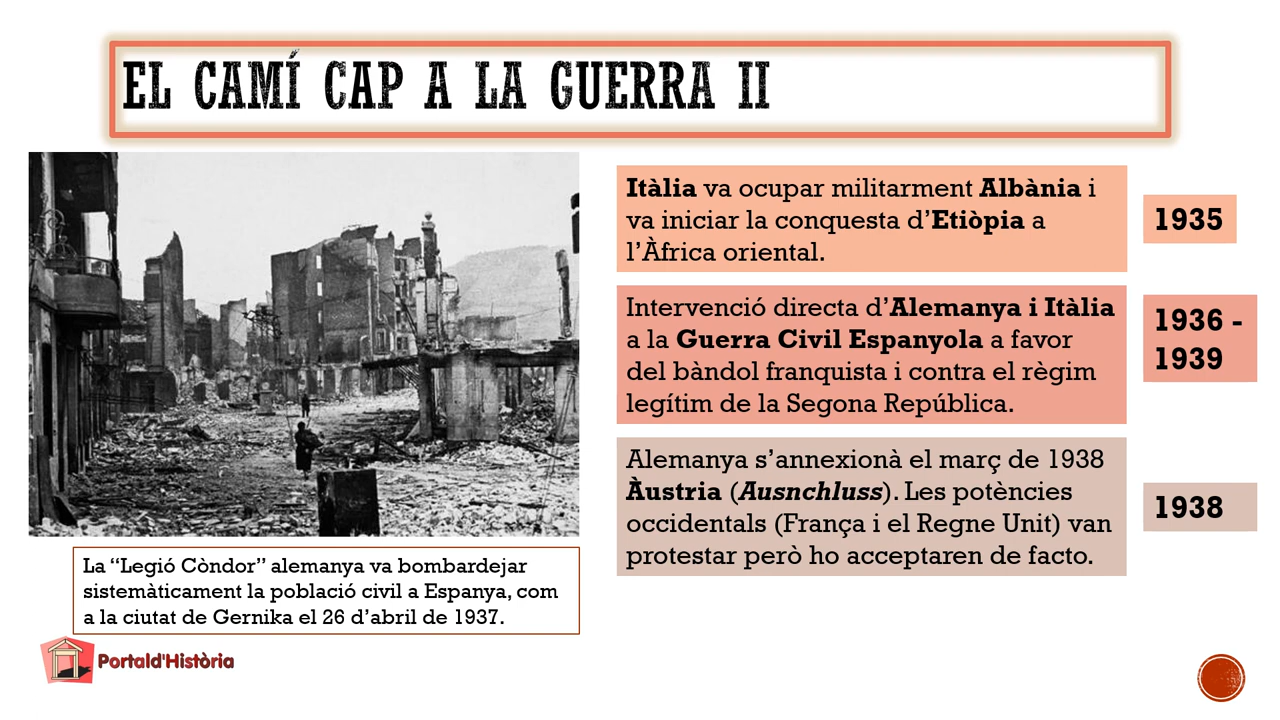 EL CAMÍ CAP A LA GUERRA II
Itàlia va ocupar militarment Albània i
va iniciar la conquesta d’Etiòpia a
l’Àfrica oriental.
1935
Intervenció directa d’Alemanya i Itàlia
a la Guerra Civil Espanyola a favor
del bàndol franquista i contra el règim
legítim de la Segona República.
1936 -
1939
Alemanya s’annexionà el març de 1938
Àustria (Ausnchluss). Les potències
occidentals (França i el Regne Unit) van
protestar però ho acceptaren de facto.
1938
La “Legió Còndor” alemanya va bombardejar
sistemàticament la població civil a Espanya, com
a la ciutat de Gernika el 26 d’abril de 1937.
Portald'Història